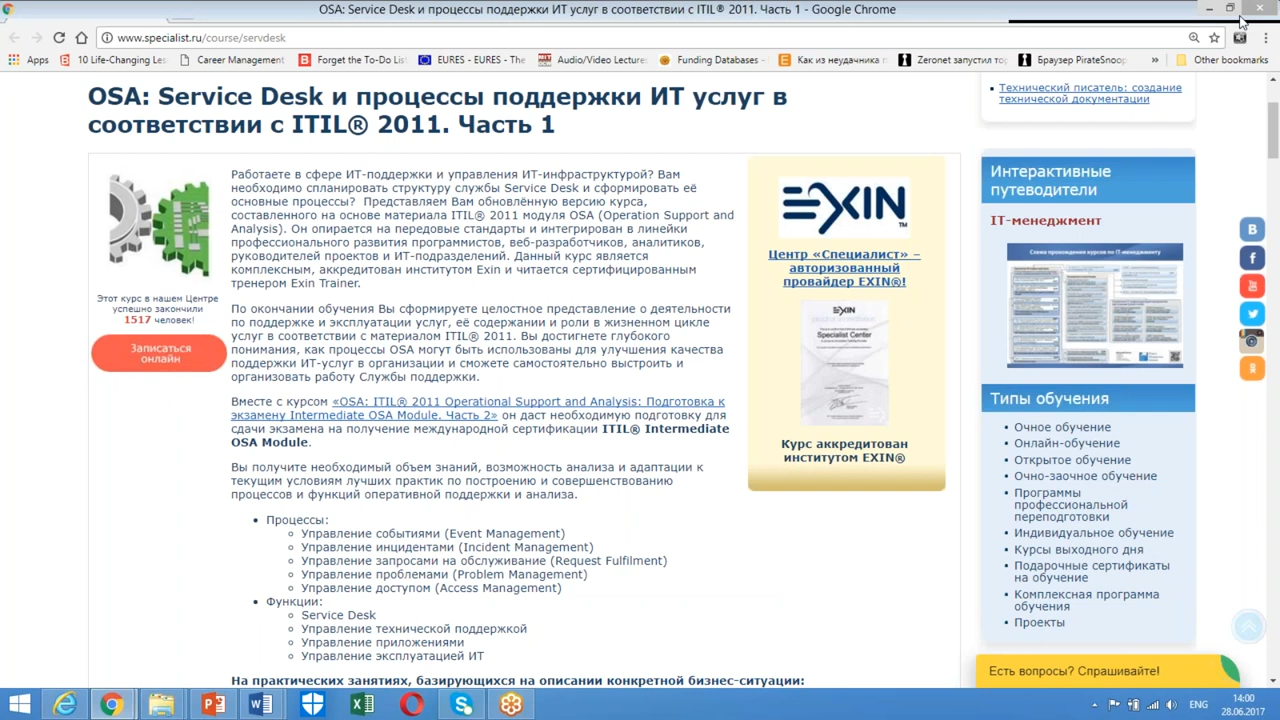 OSA: Service Desk и процессы поддержки ИТ услуг в соответствии с ITIL® 2011. Часть 1 - Google Chrome
www.specialist.ru/course/servdesk
Apps
10 Life-Changing Les
Career Management
Forget the To-Do List
EURES - EURES - The
Audio/Video Lecture
Funding Databases -
Как из неудачника п
Zeronet запустил тор
Браузер PirateSnoop
»
Other bookmarks
OSA: Service Desk и процессы поддержки ИТ услуг в
соответствии с ITIL® 2011. Часть 1
Этот курс в нашем Центре
успешно закончили
1517 человек!
Записаться
онлайн
Работаете в сфере ИТ-поддержки и управления ИТ-инфраструктурой? Вам
необходимо спланировать структуру службы Service Desk и сформировать её
основные процессы? Представляем Вам обновлённую версию курса,
составленного на основе материала ITIL® 2011 модуля OSA (Operation Support and
Analysis). Он опирается на передовые стандарты и интегрирован в линейки
профессионального развития программистов, веб-разработчиков, аналитиков,
руководителей проектов и ИТ-подразделений. Данный курс является
комплексным, аккредитован институтом Exin и читается сертифицированным
тренером Exin Trainer.
По окончании обучения Вы сформируете целостное представление о деятельности
по поддержке и эксплуатации услуг, её содержании и роли в жизненном цикле
услуг в соответствии с материалом ITIL® 2011. Вы достигнете глубокого
понимания, как процессы OSA могут быть использованы для улучшения качества
поддержки ИТ-услуг в организации и сможете самостоятельно выстроить и
организовать работу Службы поддержки.
Вместе с курсом «OSA: ITIL® 2011 Operational Support and Analysis: Подготовка к
экзамену Intermediate OSA Module, Часть 2» он даст необходимую подготовку для
сдачи экзамена на получение международной сертификации ITIL® Intermediate
OSA Module.
Вы получите необходимый объем знаний, возможность анализа и адаптации к
текущим условиям лучших практик по построению и совершенствованию
процессов и функций оперативной поддержки и анализа.
• Процессы:
Управление событиями (Event Management)
Управление инцидентами (Incident Management)
Управление запросами на обслуживание (Request Fulfilment)
Управление проблемами (Problem Management)
Управление доступом (Access Management)
• Функции:
Service Desk
Управление технической поддержкой
Управление приложениями
Управление эксплуатацией ИТ
На практических занятиях, базирующихся на описании конкретной бизнес-ситуации:
EXIN™
Центр «Специалист» –
авторизованный
провайдер EXIN®!
EXIN
Specialist Center
Курс аккредитован
институтом EXIN®
• Технический писатель: создание
технической документации
Интерактивные
путеводители
IT-менеджмент
Схема прохождения курсов по IT-менеджменту
Типы обучения
• Очное обучение
• Онлайн-обучение
• Открытое обучение
• Очно-заочное обучение
• Программы
профессиональной
переподготовки
• Индивидуальное обучение
• Курсы выходного дня
• Подарочные сертификаты
на обучение
• Комплексная программа
обучения
• Проекты
Есть вопросы? Спрашивайте!
ENG
14:00
28.06.2017